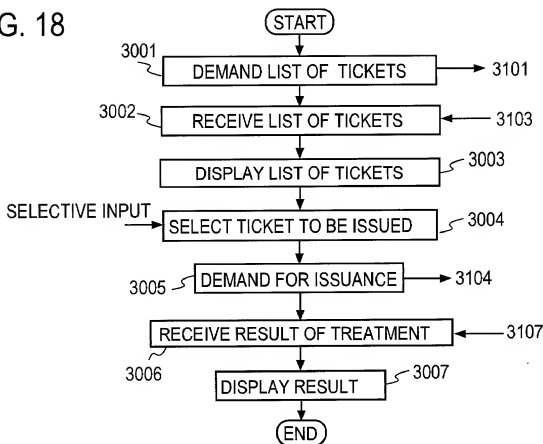 G. 18
START
3001
DEMAND LIST OF TICKETS
3101
3002
RECEIVE LIST OF TICKETS
3103
DISPLAY LIST OF TICKETS
3003
SELECTIVE INPUT
SELECT TICKET TO BE ISSUED
3004
3005
DEMAND FOR ISSUANCE
3104
RECEIVE RESULT OF TREATMENT
3107
3006
DISPLAY RESULT
3007
END